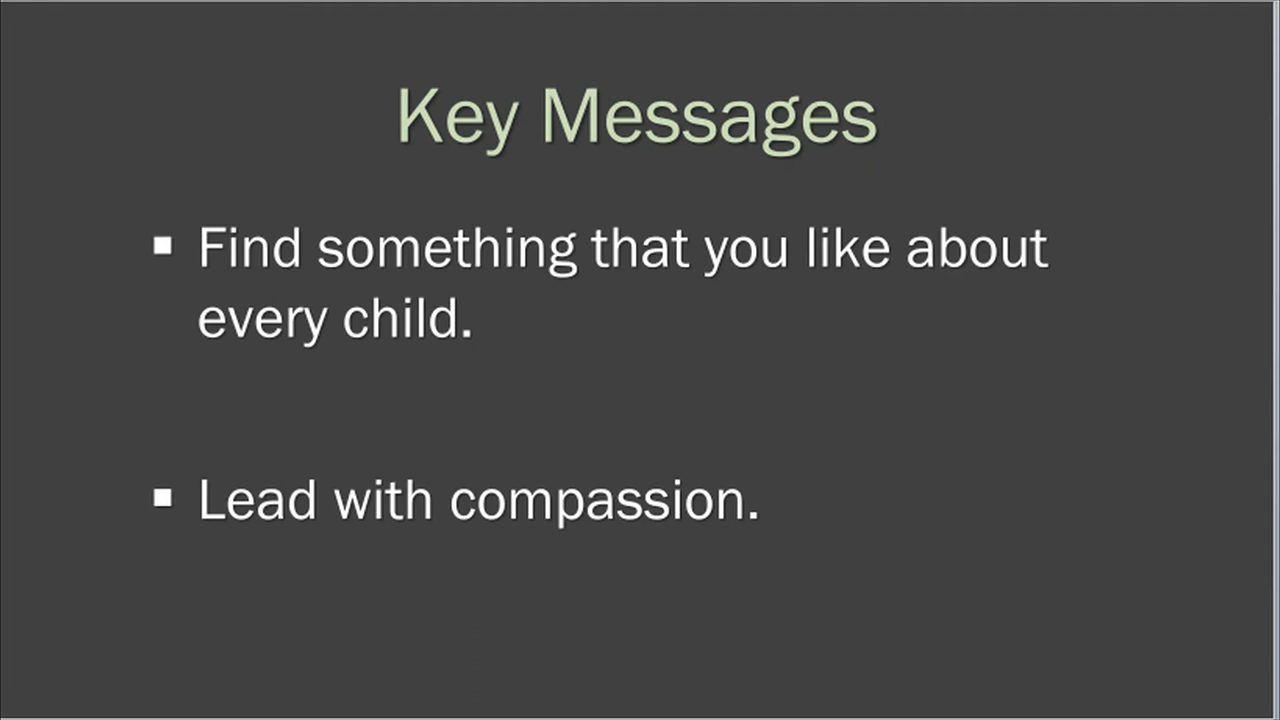 Key Messages
▪ Find something that you like about
every child.
▪ Lead with compassion.